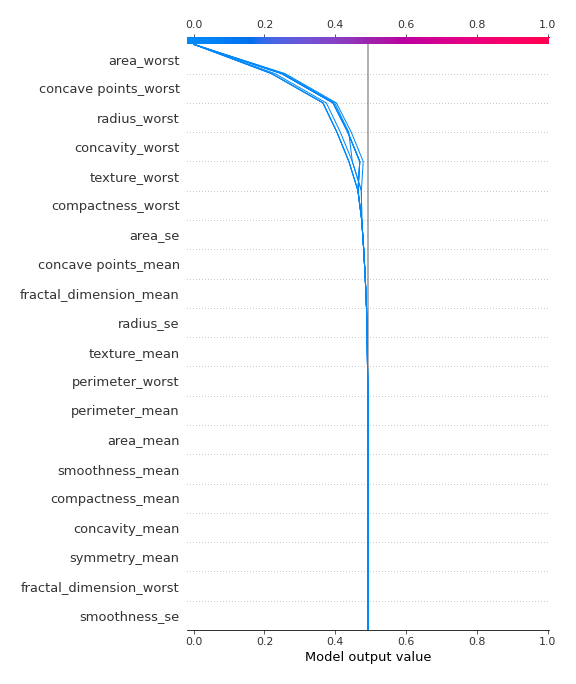 0.0 0.2 0.4 0.6 0.8 1.0
area_worst
concave points_worst
radius_worst
concavity_worst
texture_worst
compactness_worst
area_se
concave points_mean
fractal_dimension_mean
radius_se
texture_mean
perimeter_worst
perimeter_mean
area_mean
smoothness_mean
compactness_mean
concavity_mean
symmetry_mean
fractal_dimension_worst
smoothness_se
0.0 0.2 0.4 0.6 0.8 1.0
Model output value